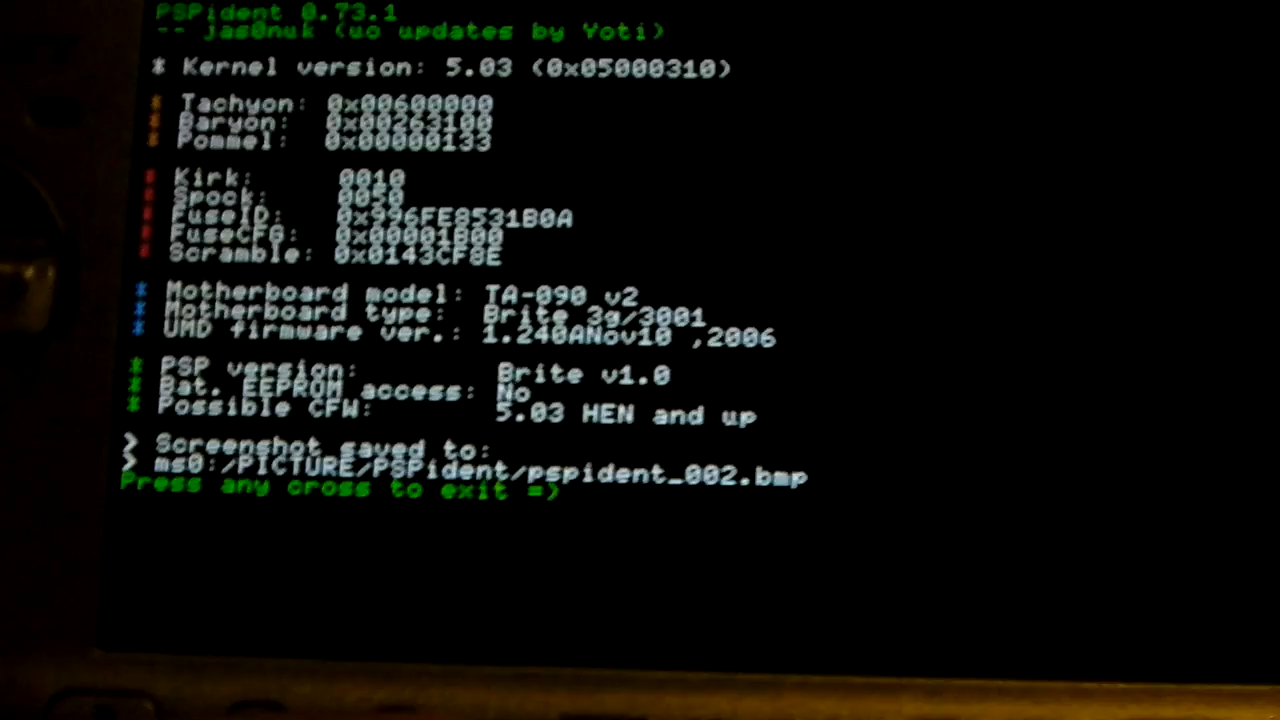 PSPident 0.73.1
-- jas0nuk (uo updates by Yoti)
* Kernel version: 5.03 (0x05000310)
* Tachyon: 0x00600000
* Baryon: 0x00263100
* Pommel: 0x00000133
* Kirk: 0010
* Spock: 0050
* FuseID: 0x996FE8531B0A
* FuseCFG: 0x00001B00
* Scramble: 0x0143CF8E
* Motherboard model: TA-090 v2
* Motherboard type: Brite 3g/3001
* UMD firmware ver.: 1.240ANov10 ,2006
* PSP version: Brite v1.0
* Bat. EEPROM access: No
* Possible CFW: 5.03 HEN and up
> Screenshot saved to:
> ms0:/PICTURE/PSPident/pspident_002.bmp
Press any cross to exit =)